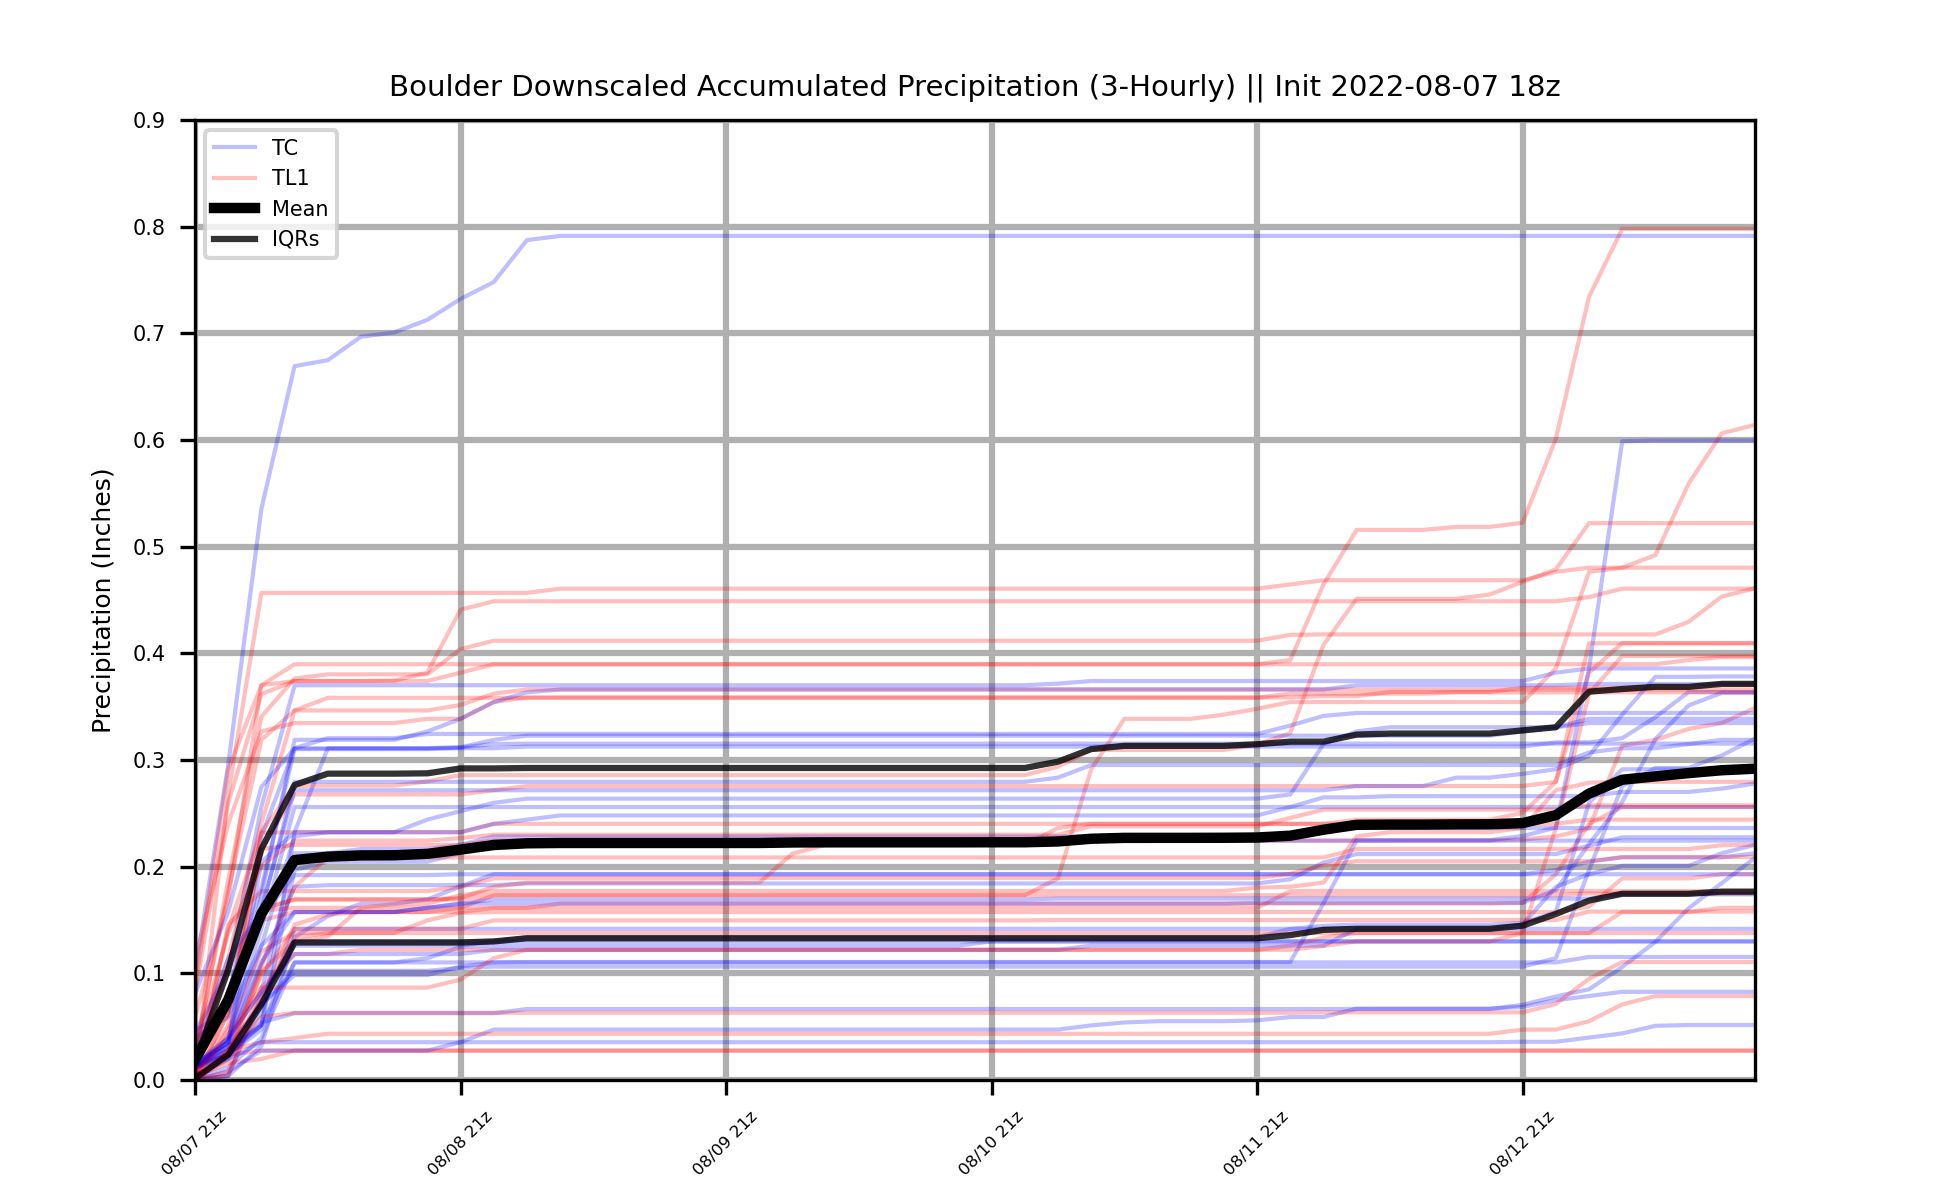 Boulder Downscaled Accumulated Precipitation (3-Hourly) || Init 2022-08-07 18z
TC
TL1
Mean
IQRs
Precipitation (Inches)
0.9
0.8
0.7
0.6
0.5
0.4
0.3
0.2
0.1
0.0
08/07 21z
08/08 21z
08/09 21z
08/10 21z
08/11 21z
08/12 21z